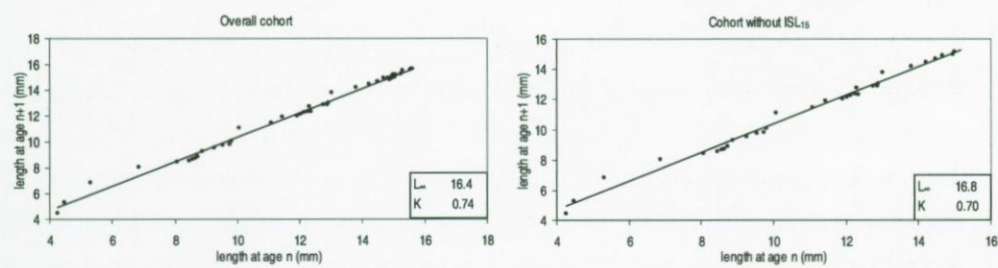 Overall cohort
length at age n+1 (mm)
18
16
14
12
10
8
6
4
L∞ 16.4
K 0.74
4 6 8 10 12 14 16 18
length at age n (mm)
Cohort without ISL₁₅
length at age n+1 (mm)
16
14
12
10
8
6
4
L∞ 16.8
K 0.70
4 6 8 10 12 14 16
length at age n (mm)